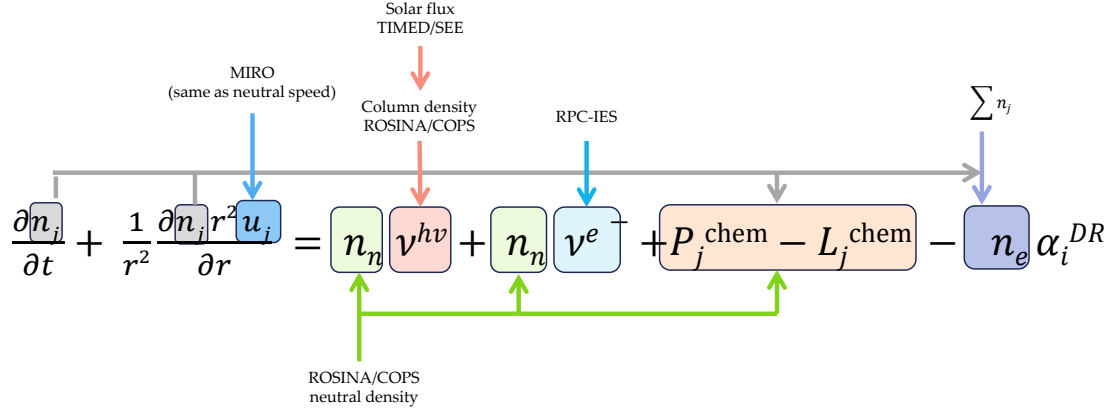 Solar flux
TIMED/SEE
MIRO
(same as neutral speed)
Column density
ROSINA/COPS
RPC-IES
∑ n_j
∂n_j/∂t + 1/r² ∂n_j r² u_j/∂r = n_n ν^{hν} + n_n ν^{e⁻} + P_j^{chem} − L_j^{chem} − n_e α_i^{DR}
ROSINA/COPS
neutral density